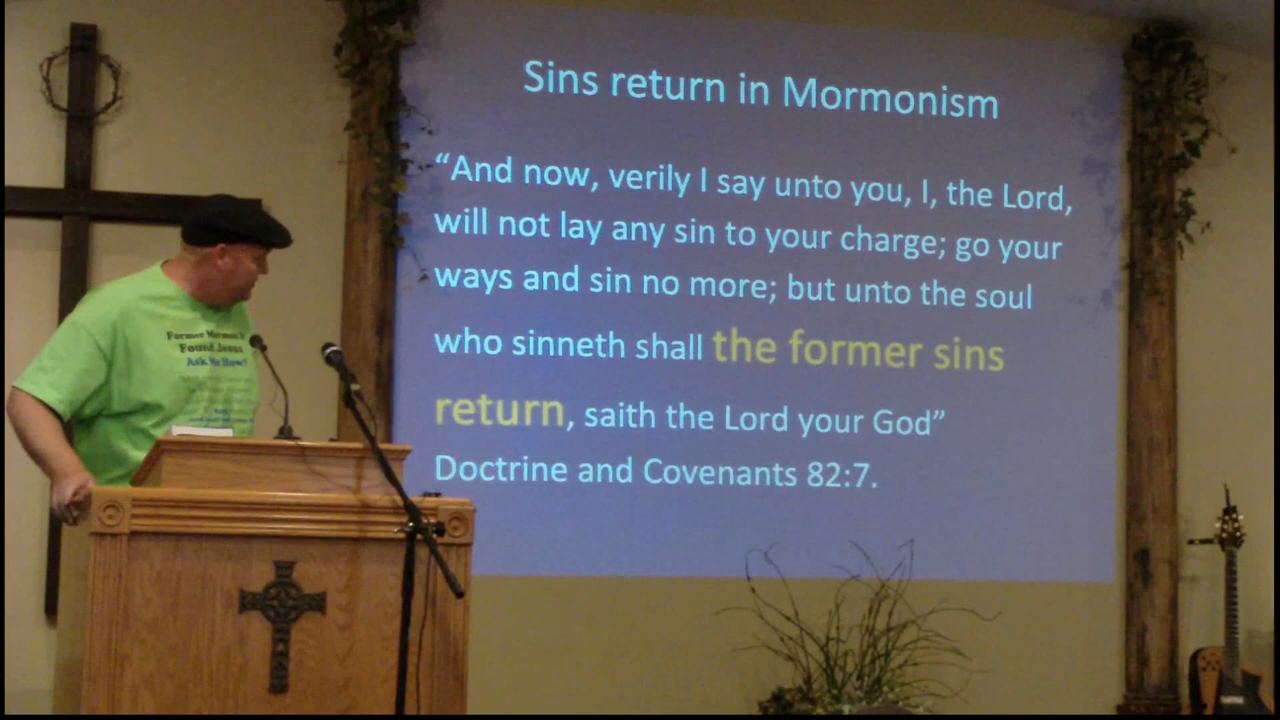 Sins return in Mormonism
“And now, verily I say unto you, I, the Lord,
will not lay any sin to your charge; go your
ways and sin no more; but unto the soul
who sinneth shall the former sins
return, saith the Lord your God”
Doctrine and Covenants 82:7.
Former Mormon
Found Jesus
Ask Me How?